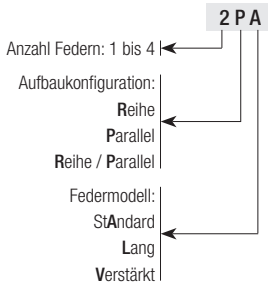 2 P A
Anzahl Federn: 1 bis 4
Aufbaukonfiguration:
Reihe
Parallel
Reihe / Parallel
Federmodell:
StAndard
Lang
Verstärkt